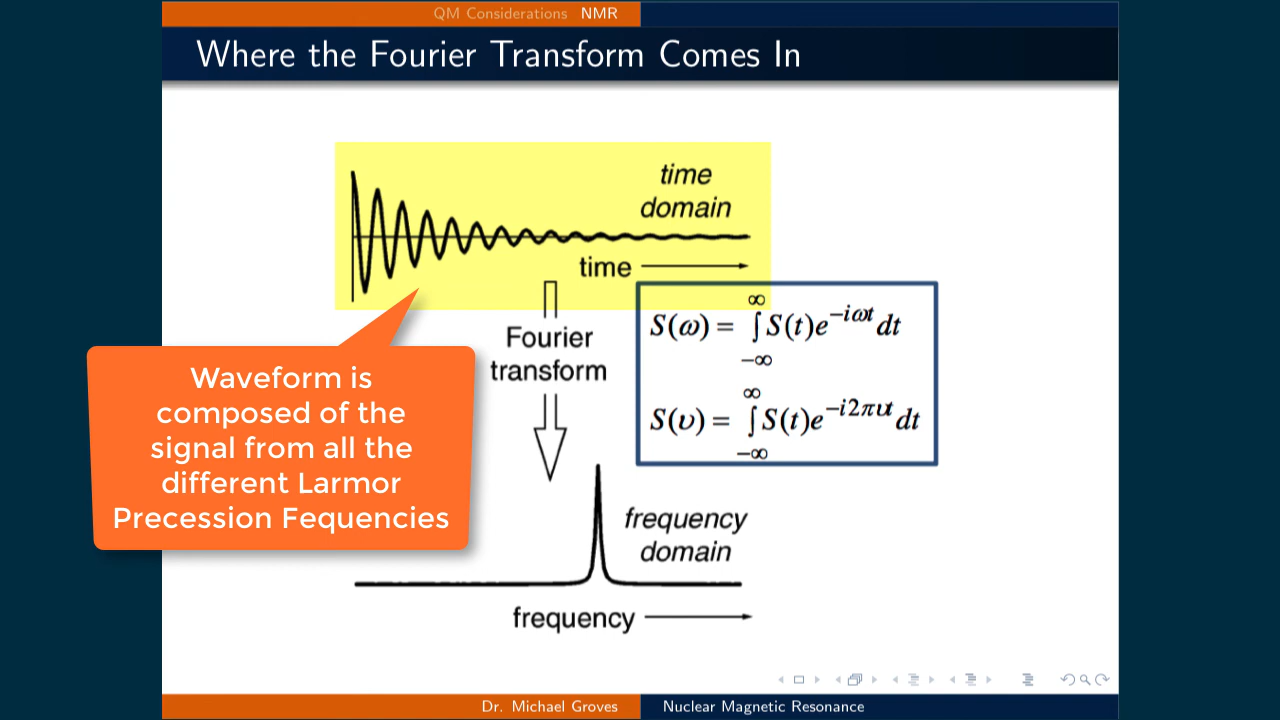 QM Considerations NMR
Where the Fourier Transform Comes In
time
domain
time
Fourier
transform
S(ω) = ∫_{−∞}^{∞} S(t)e^{−iωt} dt
S(υ) = ∫_{−∞}^{∞} S(t)e^{−i2πυt} dt
Waveform is
composed of the
signal from all the
different Larmor
Precession Fequencies
frequency
domain
frequency
Dr. Michael Groves Nuclear Magnetic Resonance